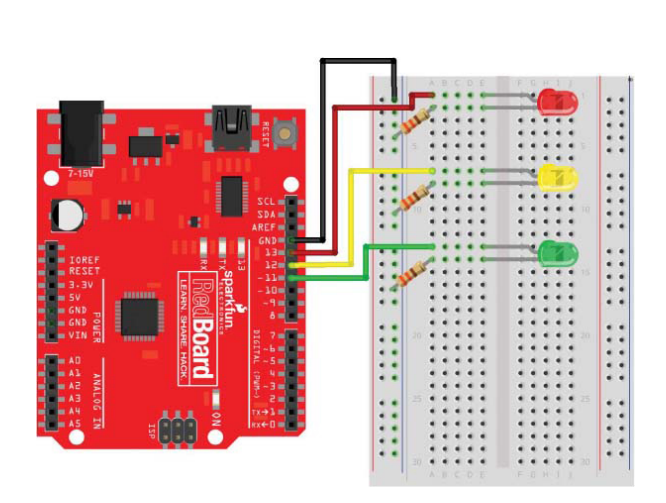 7-15V
RESET
SCL
SDA
AREF
GND
13
12
~11
~10
~9
8
7
~6
~5
4
~3
2
TX→1
RX←0
DIGITAL (PWM~)
IOREF
RESET
3.3V
5V
GND
GND
VIN
POWER
A0
A1
A2
A3
A4
A5
ANALOG IN
RX
TX
13
sparkfun
ELECTRONICS
RedBoard
LEARN. SHARE. HACK.
ISP
ON
A B C D E F G H I J
1
5
10
15
20
25
30
A B C D E F G H I J